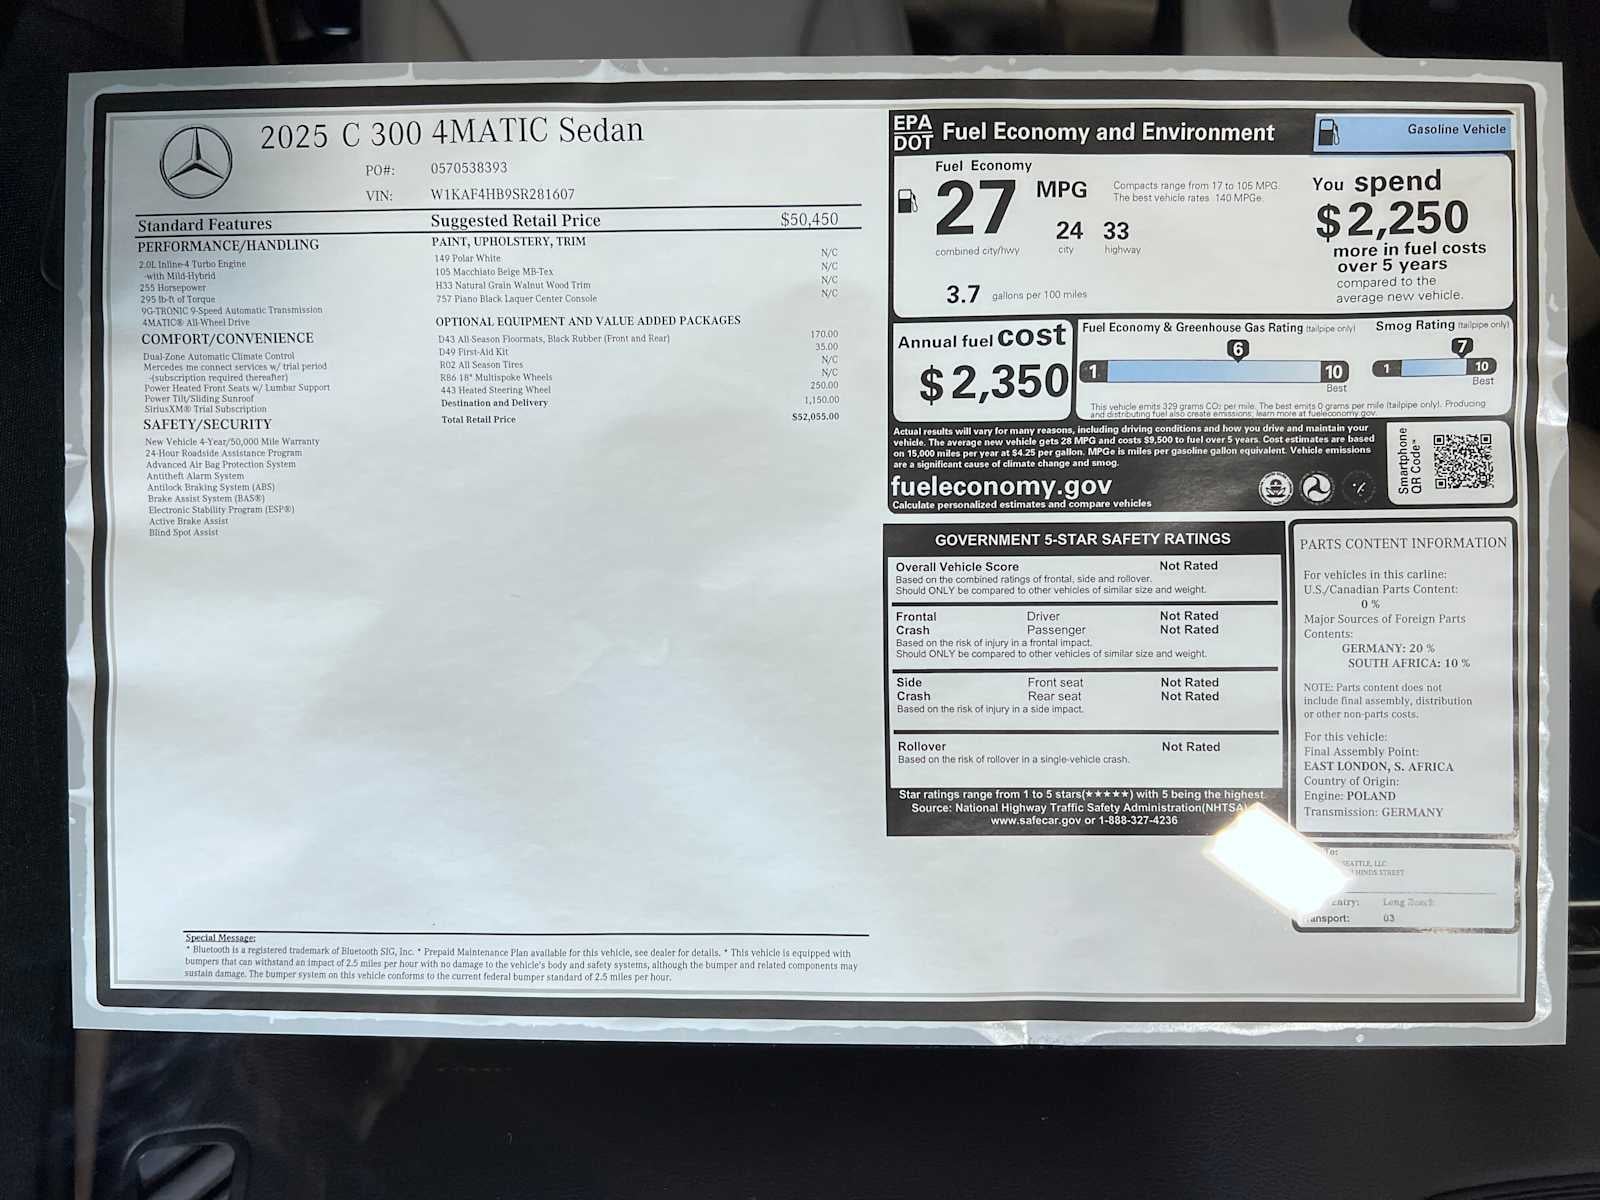 2025 C 300 4MATIC Sedan
PO#: 0570538393
VIN: W1KAF4HB9SR281607
Standard Features
PERFORMANCE/HANDLING
2.0L Inline-4 Turbo Engine
-with Mild-Hybrid
255 Horsepower
295 lb-ft of Torque
9G-TRONIC 9-Speed Automatic Transmission
4MATIC® All-Wheel Drive
COMFORT/CONVENIENCE
Dual-Zone Automatic Climate Control
Mercedes me connect services w/ trial period
-(subscription required thereafter)
Power Heated Front Seats w/ Lumbar Support
Power Tilt/Sliding Sunroof
SiriusXM® Trial Subscription
SAFETY/SECURITY
New Vehicle 4-Year/50,000 Mile Warranty
24-Hour Roadside Assistance Program
Advanced Air Bag Protection System
Antitheft Alarm System
Antilock Braking System (ABS)
Brake Assist System (BAS®)
Electronic Stability Program (ESP®)
Active Brake Assist
Blind Spot Assist
Suggested Retail Price $50,450
PAINT, UPHOLSTERY, TRIM
149 Polar White N/C
105 Macchiato Beige MB-Tex N/C
H33 Natural Grain Walnut Wood Trim N/C
757 Piano Black Laquer Center Console N/C
OPTIONAL EQUIPMENT AND VALUE ADDED PACKAGES
D43 All-Season Floormats, Black Rubber (Front and Rear) 170.00
D49 First-Aid Kit 35.00
R02 All Season Tires N/C
R86 18" Multispoke Wheels N/C
443 Heated Steering Wheel 250.00
Destination and Delivery 1,150.00
Total Retail Price $52,055.00
Special Message:
* Bluetooth is a registered trademark of Bluetooth SIG, Inc. * Prepaid Maintenance Plan available for this vehicle, see dealer for details. * This vehicle is equipped with
bumpers that can withstand an impact of 2.5 miles per hour with no damage to the vehicle's body and safety systems, although the bumper and related components may
sustain damage. The bumper system on this vehicle conforms to the current federal bumper standard of 2.5 miles per hour.
EPA
DOT
Fuel Economy and Environment
Gasoline Vehicle
Fuel Economy
27 MPG
combined city/hwy
24 33
city highway
3.7 gallons per 100 miles
Compacts range from 17 to 105 MPG.
The best vehicle rates 140 MPGe.
You spend
$2,250
more in fuel costs
over 5 years
compared to the
average new vehicle.
Annual fuel cost
$2,350
Fuel Economy & Greenhouse Gas Rating (tailpipe only)
6
1 10
Best
Smog Rating (tailpipe only)
7
1 10
Best
This vehicle emits 329 grams CO2 per mile. The best emits 0 grams per mile (tailpipe only). Producing
and distributing fuel also create emissions; learn more at fueleconomy.gov.
Actual results will vary for many reasons, including driving conditions and how you drive and maintain your
vehicle. The average new vehicle gets 28 MPG and costs $9,500 to fuel over 5 years. Cost estimates are based
on 15,000 miles per year at $4.25 per gallon. MPGe is miles per gasoline gallon equivalent. Vehicle emissions
are a significant cause of climate change and smog.
fueleconomy.gov
Calculate personalized estimates and compare vehicles
Smartphone
QR Code™
GOVERNMENT 5-STAR SAFETY RATINGS
Overall Vehicle Score Not Rated
Based on the combined ratings of frontal, side and rollover.
Should ONLY be compared to other vehicles of similar size and weight.
Frontal Driver Not Rated
Crash Passenger Not Rated
Based on the risk of injury in a frontal impact.
Should ONLY be compared to other vehicles of similar size and weight.
Side Front seat Not Rated
Crash Rear seat Not Rated
Based on the risk of injury in a side impact.
Rollover Not Rated
Based on the risk of rollover in a single-vehicle crash.
Star ratings range from 1 to 5 stars(★★★★★) with 5 being the highest.
Source: National Highway Traffic Safety Administration(NHTSA)
www.safecar.gov or 1-888-327-4236
PARTS CONTENT INFORMATION
For vehicles in this carline:
U.S./Canadian Parts Content:
0 %
Major Sources of Foreign Parts
Contents:
GERMANY: 20 %
SOUTH AFRICA: 10 %
NOTE: Parts content does not
include final assembly, distribution
or other non-parts costs.
For this vehicle:
Final Assembly Point:
EAST LONDON, S. AFRICA
Country of Origin:
Engine: POLAND
Transmission: GERMANY
To:
SEATTLE, LLC
HINDS STREET
Entry: Long Beach
Transport: 03